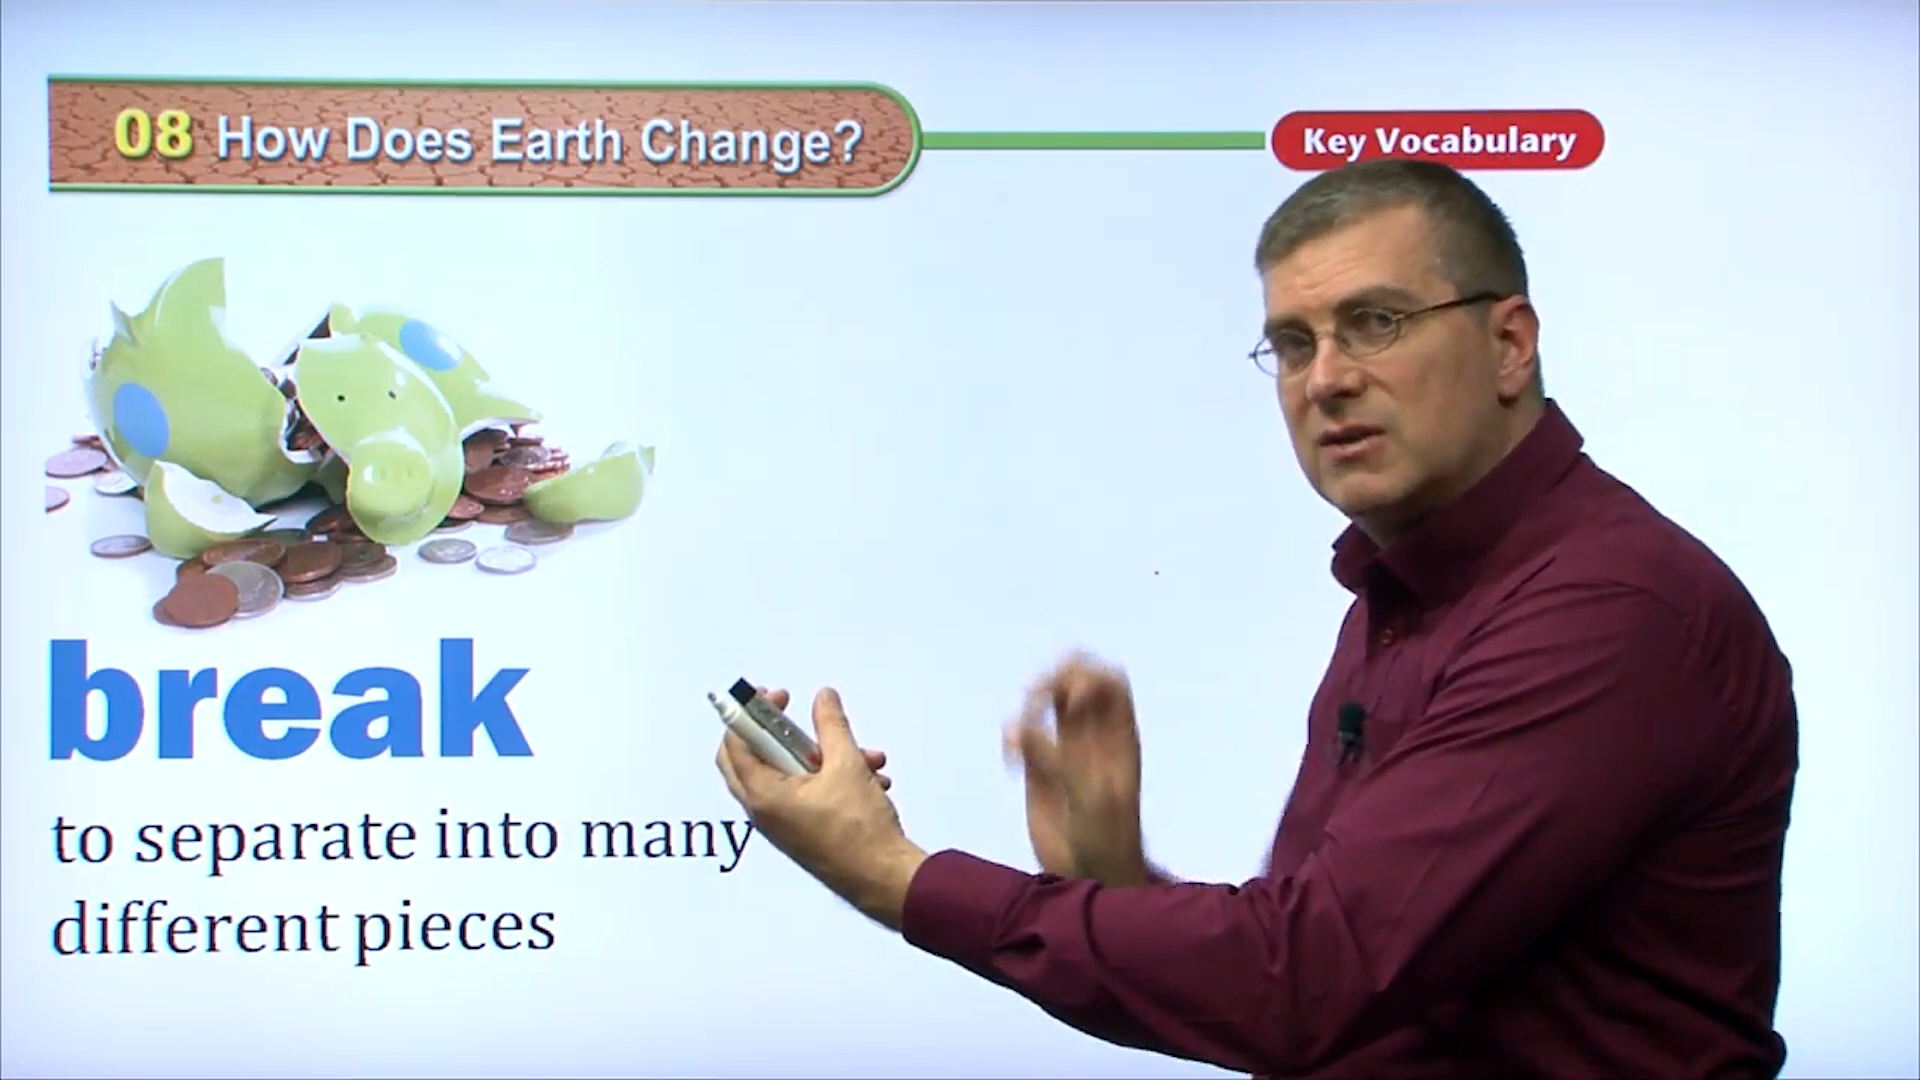 08 How Does Earth Change?
Key Vocabulary
break
to separate into many
different pieces